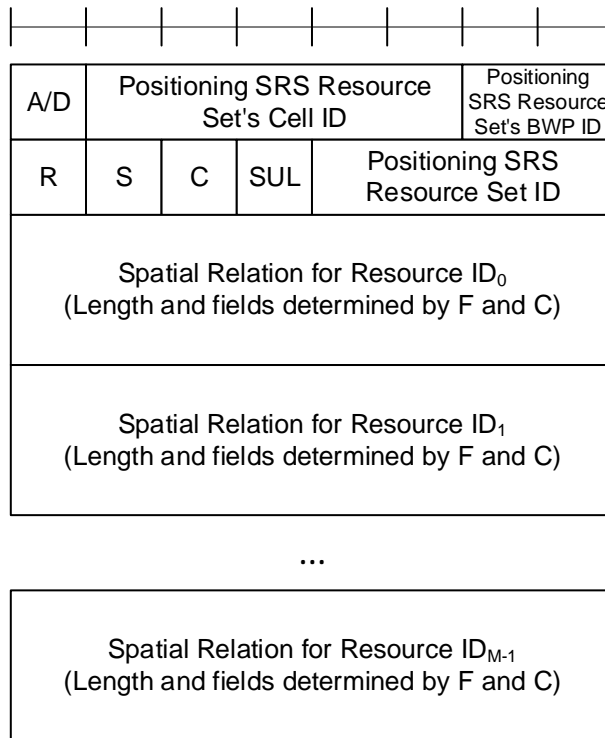 A/D
Positioning SRS Resource
Set's Cell ID
Positioning
SRS Resource
Set's BWP ID
R
S
C
SUL
Positioning SRS
Resource Set ID
Spatial Relation for Resource ID0
(Length and fields determined by F and C)
Spatial Relation for Resource ID1
(Length and fields determined by F and C)
...
Spatial Relation for Resource IDM-1
(Length and fields determined by F and C)